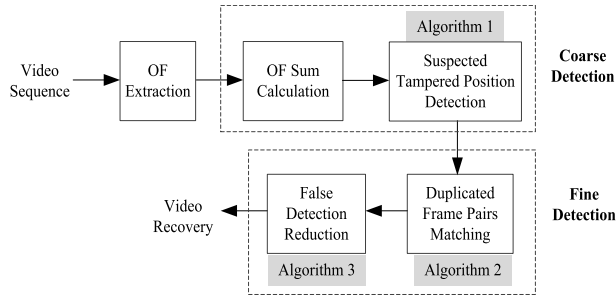 Algorithm 1
Video
Sequence
OF
Extraction
OF Sum
Calculation
Suspected
Tampered Position
Detection
Coarse
Detection
Video
Recovery
False
Detection
Reduction
Algorithm 3
Duplicated
Frame Pairs
Matching
Algorithm 2
Fine
Detection